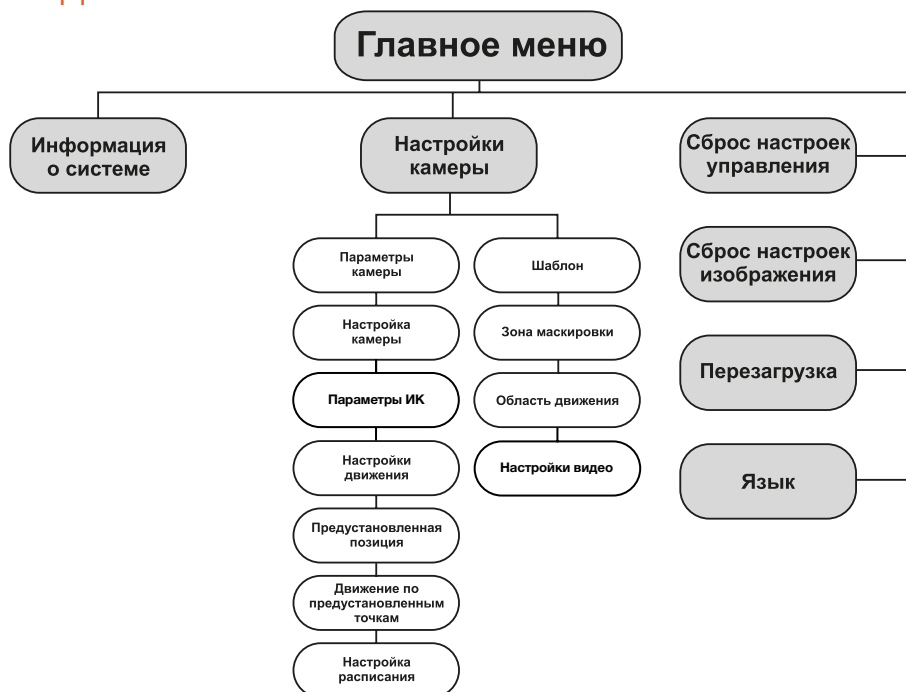 Главное меню
Информация
о системе
Настройки
камеры
Параметры
камеры
Настройка
камеры
Параметры ИК
Настройки
движения
Предустановленная
позиция
Движение по
предустановленным
точкам
Настройка
расписания
Шаблон
Зона маскировки
Область движения
Настройки видео
Сброс настроек
управления
Сброс настроек
изображения
Перезагрузка
Язык